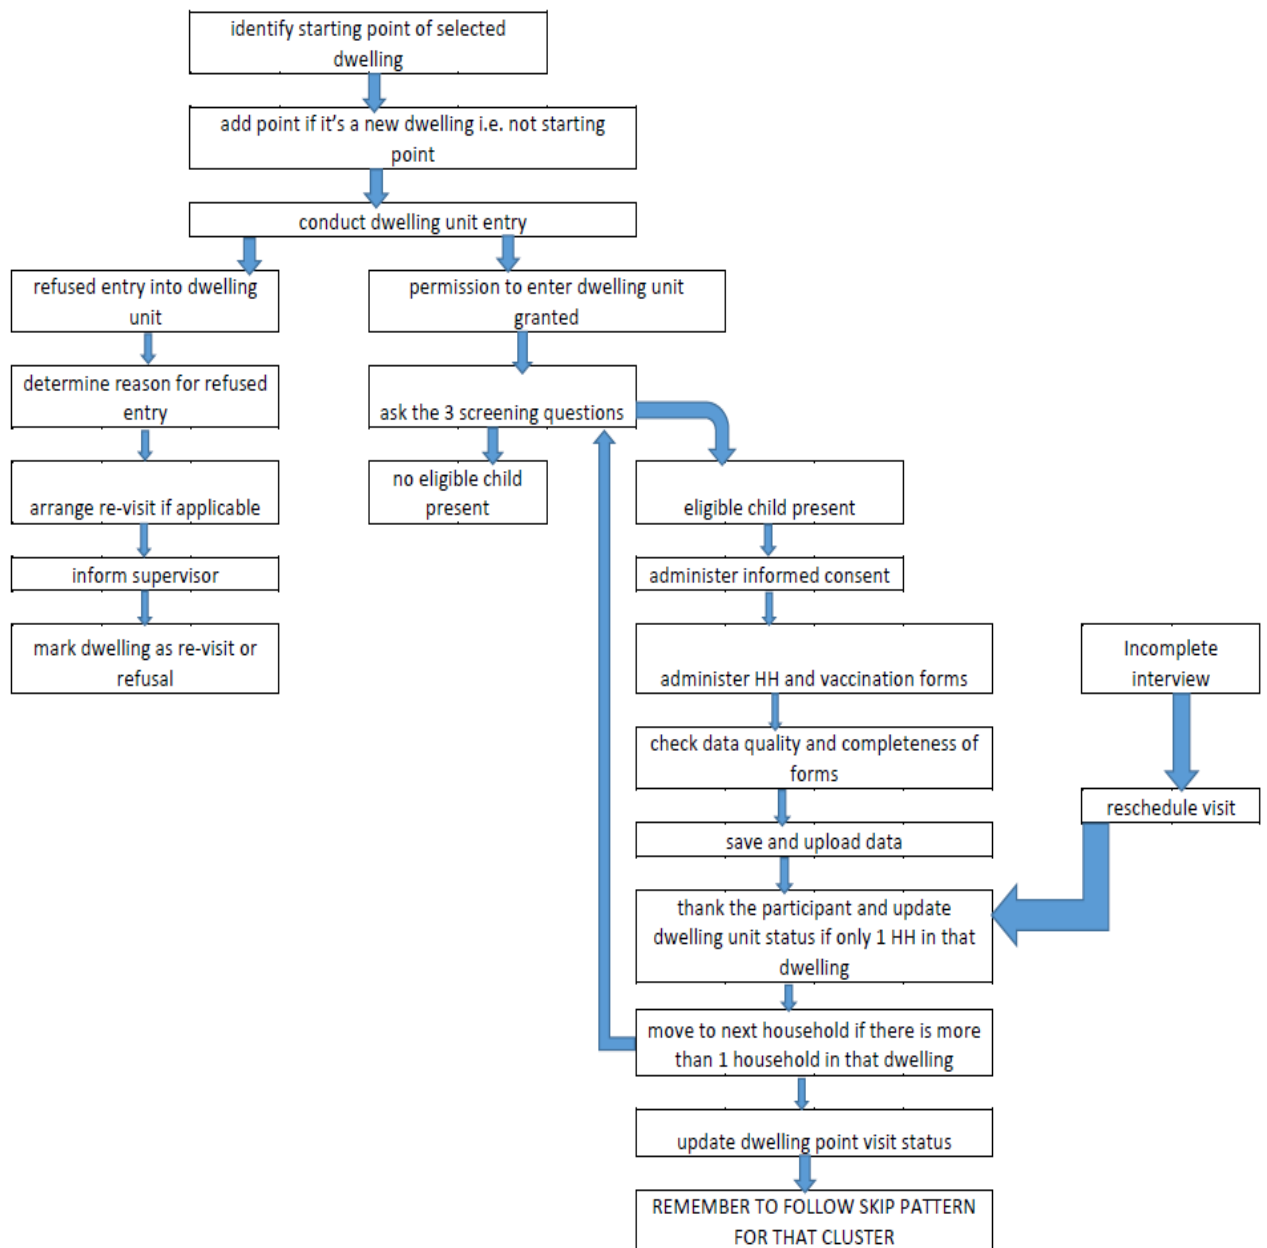 identify starting point of selected
dwelling
add point if it's a new dwelling i.e. not starting
point
conduct dwelling unit entry
refused entry into dwelling
unit
permission to enter dwelling unit
granted
determine reason for refused
entry
ask the 3 screening questions
arrange re-visit if applicable
no eligible child
present
eligible child present
inform supervisor
administer informed consent
mark dwelling as re-visit or
refusal
administer HH and vaccination forms
Incomplete
interview
check data quality and completeness of
forms
reschedule visit
save and upload data
thank the participant and update
dwelling unit status if only 1 HH in that
dwelling
move to next household if there is more
than 1 household in that dwelling
update dwelling point visit status
REMEMBER TO FOLLOW SKIP PATTERN
FOR THAT CLUSTER